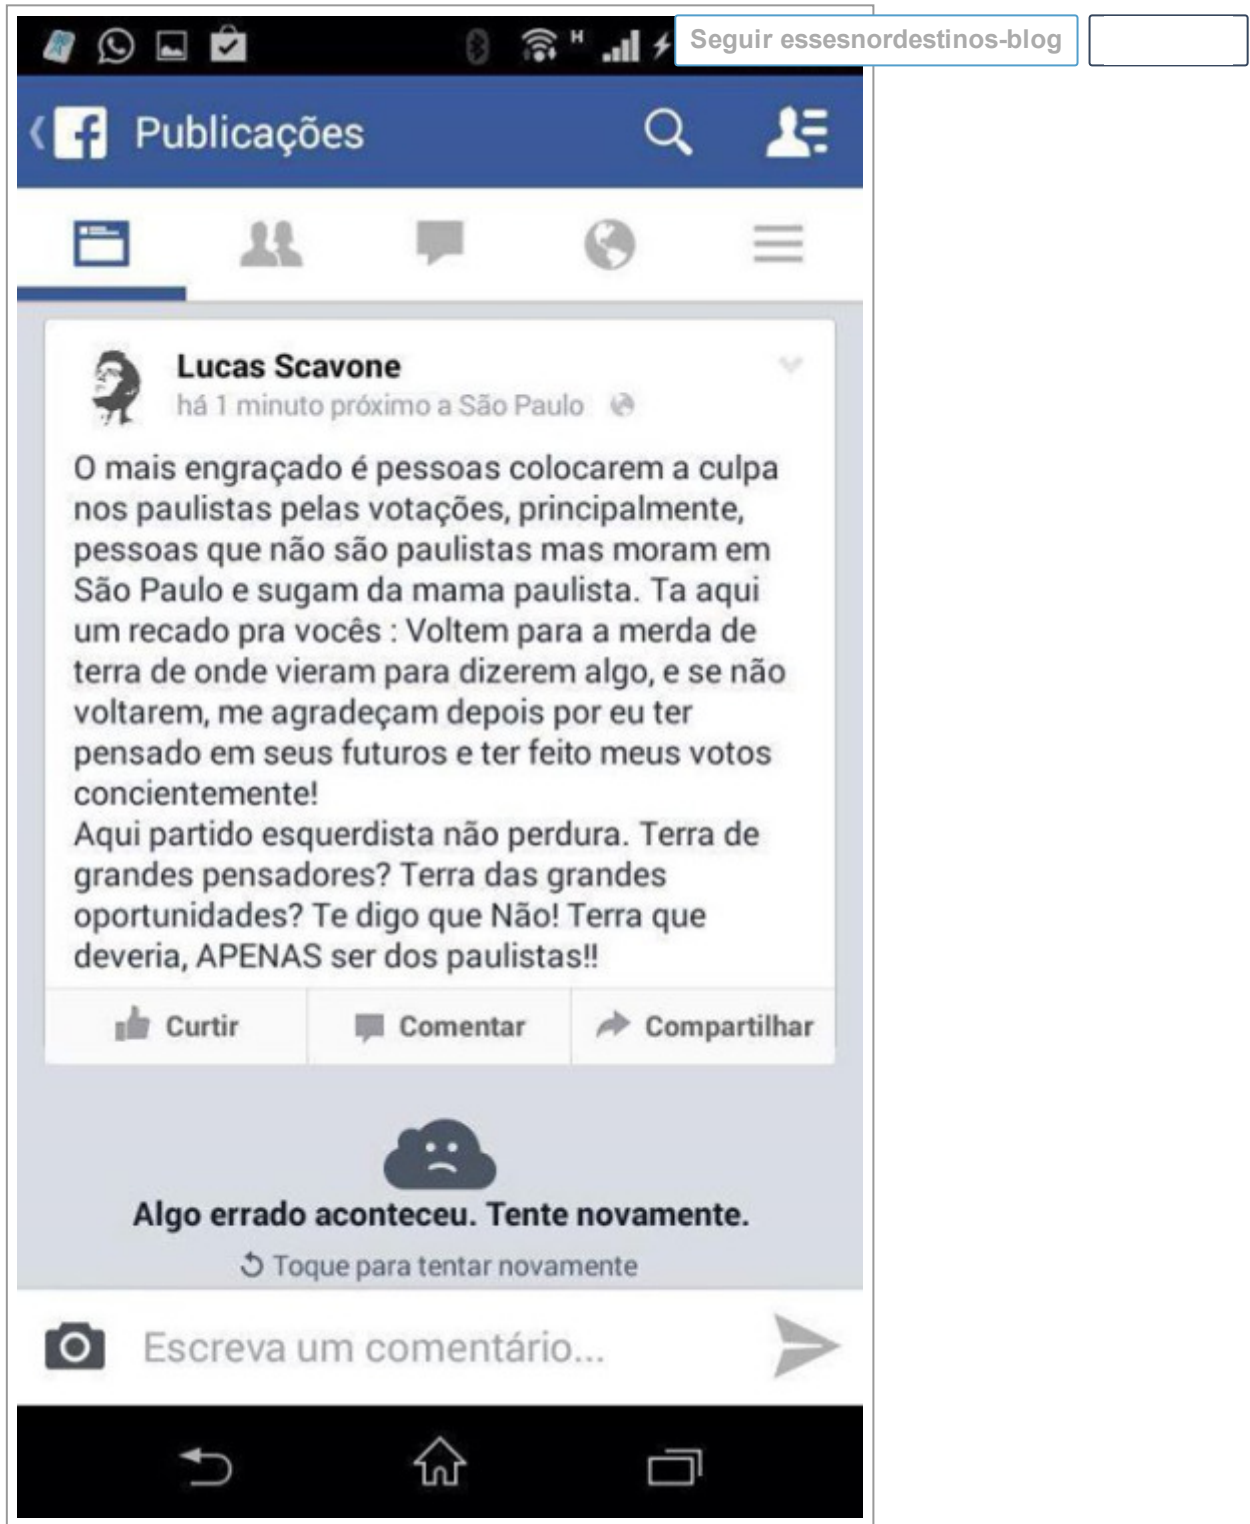 H
Seguir essesnordestinos-blog
Publicações
Lucas Scavone
há 1 minuto próximo a São Paulo
O mais engraçado é pessoas colocarem a culpa
nos paulistas pelas votações, principalmente,
pessoas que não são paulistas mas moram em
São Paulo e sugam da mama paulista. Ta aqui
um recado pra vocês : Voltem para a merda de
terra de onde vieram para dizerem algo, e se não
voltarem, me agradeçam depois por eu ter
pensado em seus futuros e ter feito meus votos
concientemente!
Aqui partido esquerdista não perdura. Terra de
grandes pensadores? Terra das grandes
oportunidades? Te digo que Não! Terra que
deveria, APENAS ser dos paulistas!!
Curtir Comentar Compartilhar
Algo errado aconteceu. Tente novamente.
Toque para tentar novamente
Escreva um comentário...